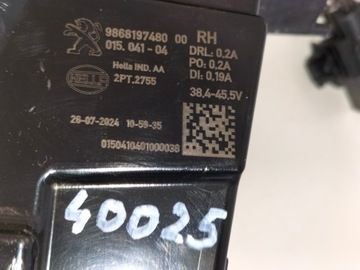 9868197480 00 RH
015.041-04 DRL: 0,2A
PO: 0,2A
Hella IND. AA DI: 0,19A
HELLA 2PT.2755
38,4-45,5V
26-07-2024 10-59-35
0150410401000038
40025